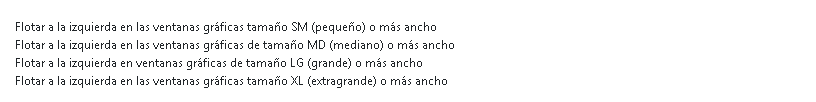 Flotar a la izquierda en las ventanas gráficas tamaño SM (pequeño) o más ancho
Flotar a la izquierda en las ventanas gráficas de tamaño MD (mediano) o más ancho
Flotar a la izquierda en ventanas gráficas de tamaño LG (grande) o más ancho
Flotar a la izquierda en las ventanas gráficas tamaño XL (extragrande) o más ancho